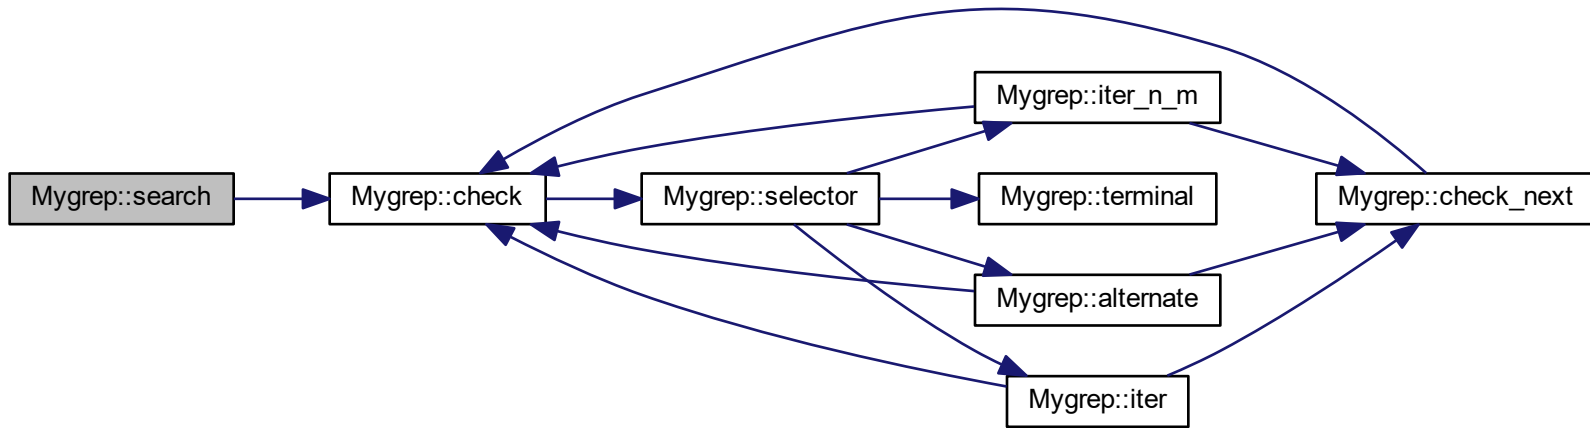 Mygrep::search
Mygrep::check
Mygrep::selector
Mygrep::iter_n_m
Mygrep::terminal
Mygrep::alternate
Mygrep::iter
Mygrep::check_next